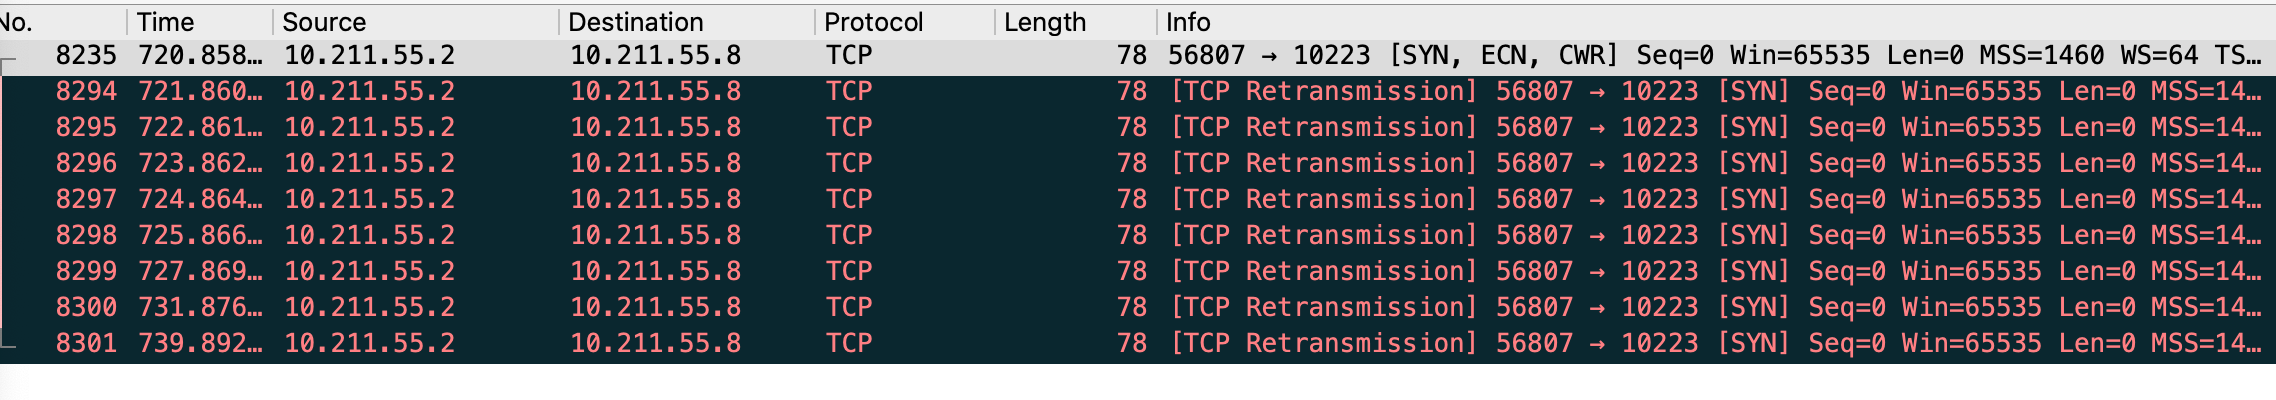 No. Time Source Destination Protocol Length Info
8235 720.858… 10.211.55.2 10.211.55.8 TCP 78 56807 → 10223 [SYN, ECN, CWR] Seq=0 Win=65535 Len=0 MSS=1460 WS=64 TS…
8294 721.860… 10.211.55.2 10.211.55.8 TCP 78 [TCP Retransmission] 56807 → 10223 [SYN] Seq=0 Win=65535 Len=0 MSS=14…
8295 722.861… 10.211.55.2 10.211.55.8 TCP 78 [TCP Retransmission] 56807 → 10223 [SYN] Seq=0 Win=65535 Len=0 MSS=14…
8296 723.862… 10.211.55.2 10.211.55.8 TCP 78 [TCP Retransmission] 56807 → 10223 [SYN] Seq=0 Win=65535 Len=0 MSS=14…
8297 724.864… 10.211.55.2 10.211.55.8 TCP 78 [TCP Retransmission] 56807 → 10223 [SYN] Seq=0 Win=65535 Len=0 MSS=14…
8298 725.866… 10.211.55.2 10.211.55.8 TCP 78 [TCP Retransmission] 56807 → 10223 [SYN] Seq=0 Win=65535 Len=0 MSS=14…
8299 727.869… 10.211.55.2 10.211.55.8 TCP 78 [TCP Retransmission] 56807 → 10223 [SYN] Seq=0 Win=65535 Len=0 MSS=14…
8300 731.876… 10.211.55.2 10.211.55.8 TCP 78 [TCP Retransmission] 56807 → 10223 [SYN] Seq=0 Win=65535 Len=0 MSS=14…
8301 739.892… 10.211.55.2 10.211.55.8 TCP 78 [TCP Retransmission] 56807 → 10223 [SYN] Seq=0 Win=65535 Len=0 MSS=14…